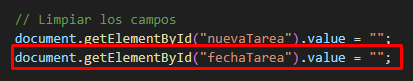 // Limpiar los campos
document.getElementById("nuevaTarea").value = "";
document.getElementById("fechaTarea").value = "";